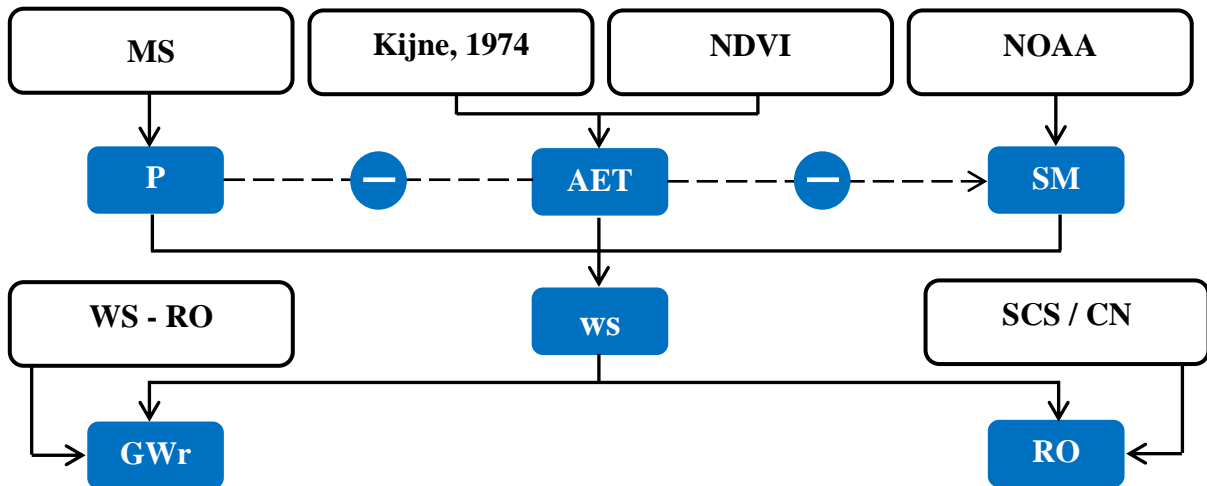 MS
Kijne, 1974
NDVI
NOAA
P
AET
SM
WS - RO
ws
SCS / CN
GWr
RO